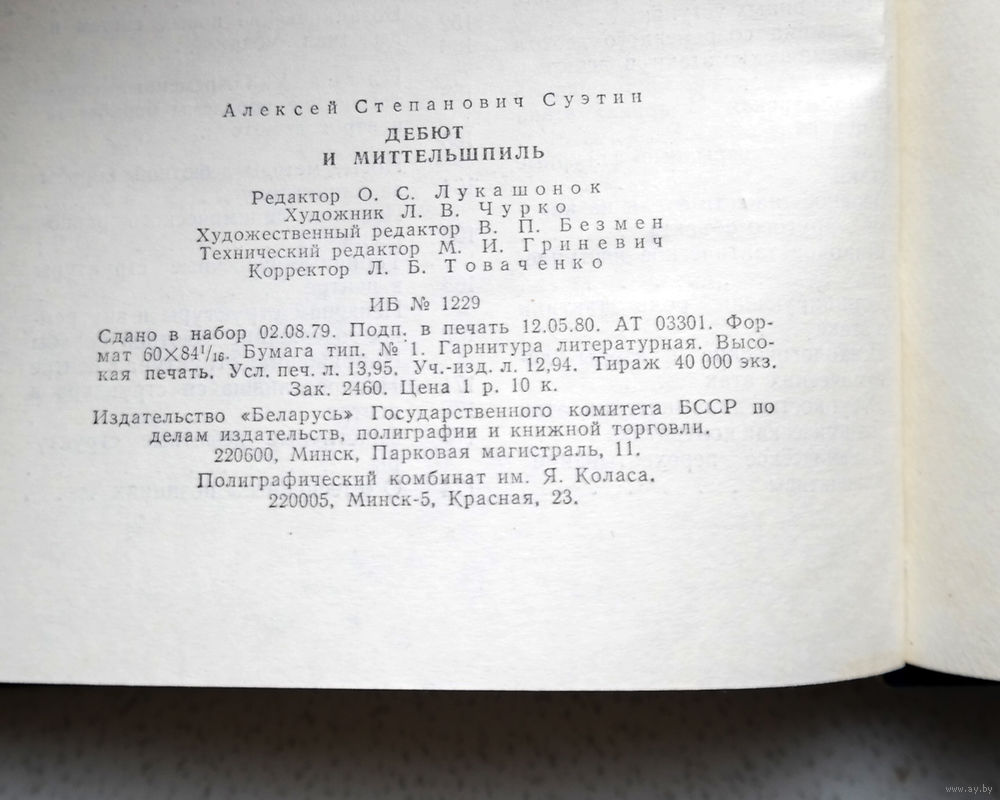 Алексей Степанович Суэтин
ДЕБЮТ
И МИТТЕЛЬШПИЛЬ
Редактор О. С. Лукашонок
Художник Л. В. Чурко
Художественный редактор В. П. Безмен
Технический редактор М. И. Гриневич
Корректор Л. Б. Товаченко
ИБ № 1229
Сдано в набор 02.08.79. Подп. в печать 12.05.80. АТ 03301. Фор-
мат 60×84¹/₁₆. Бумага тип. № 1. Гарнитура литературная. Высо-
кая печать. Усл. печ. л. 13,95. Уч.-изд. л. 12,94. Тираж 40 000 экз.
Зак. 2460. Цена 1 р. 10 к.
Издательство «Беларусь» Государственного комитета БССР по
делам издательств, полиграфии и книжной торговли.
220600, Минск, Парковая магистраль, 11.
Полиграфический комбинат им. Я. Коласа.
220005, Минск-5, Красная, 23.
www.ay.by